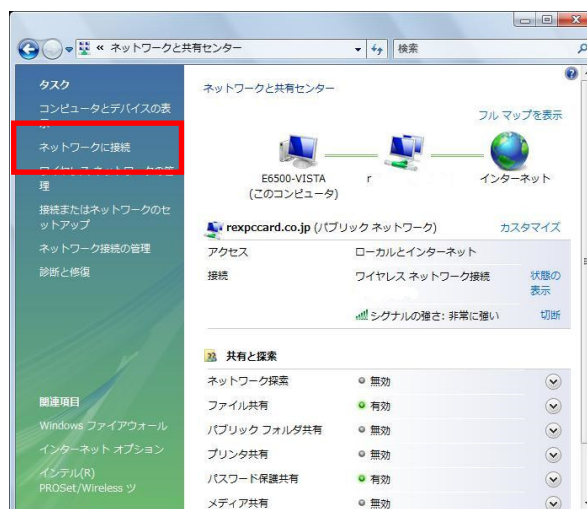 « ネットワークと共有センター
検索
タスク
コンピュータとデバイスの表
ネットワークに接続
ワイヤレス ネットワークの管
理
接続またはネットワークのセ
ットアップ
ネットワーク接続の管理
診断と修復
関連項目
Windows ファイアウォール
インターネット オプション
インテル(R)
PROSet/Wireless ツ
ネットワークと共有センター
フル マップを表示
E6500-VISTA
(このコンピュータ)
r
インターネット
rexpccard.co.jp (パブリック ネットワーク) カスタマイズ
アクセス ローカルとインターネット
接続 ワイヤレス ネットワーク接続 状態の
表示
シグナルの強さ: 非常に強い 切断
共有と探索
ネットワーク探索 無効
ファイル共有 有効
パブリック フォルダ共有 無効
プリンタ共有 無効
パスワード保護共有 有効
メディア共有 無効